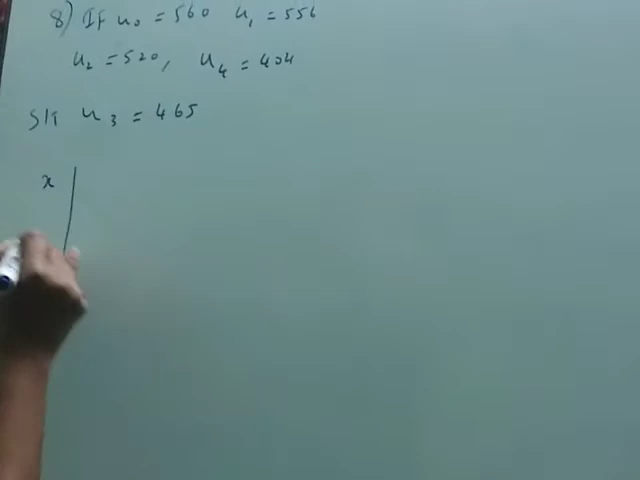 8) If u₀ = 560 u₁ = 556
u₂ = 520, u₄ = 404
S/T u₃ = 465
x